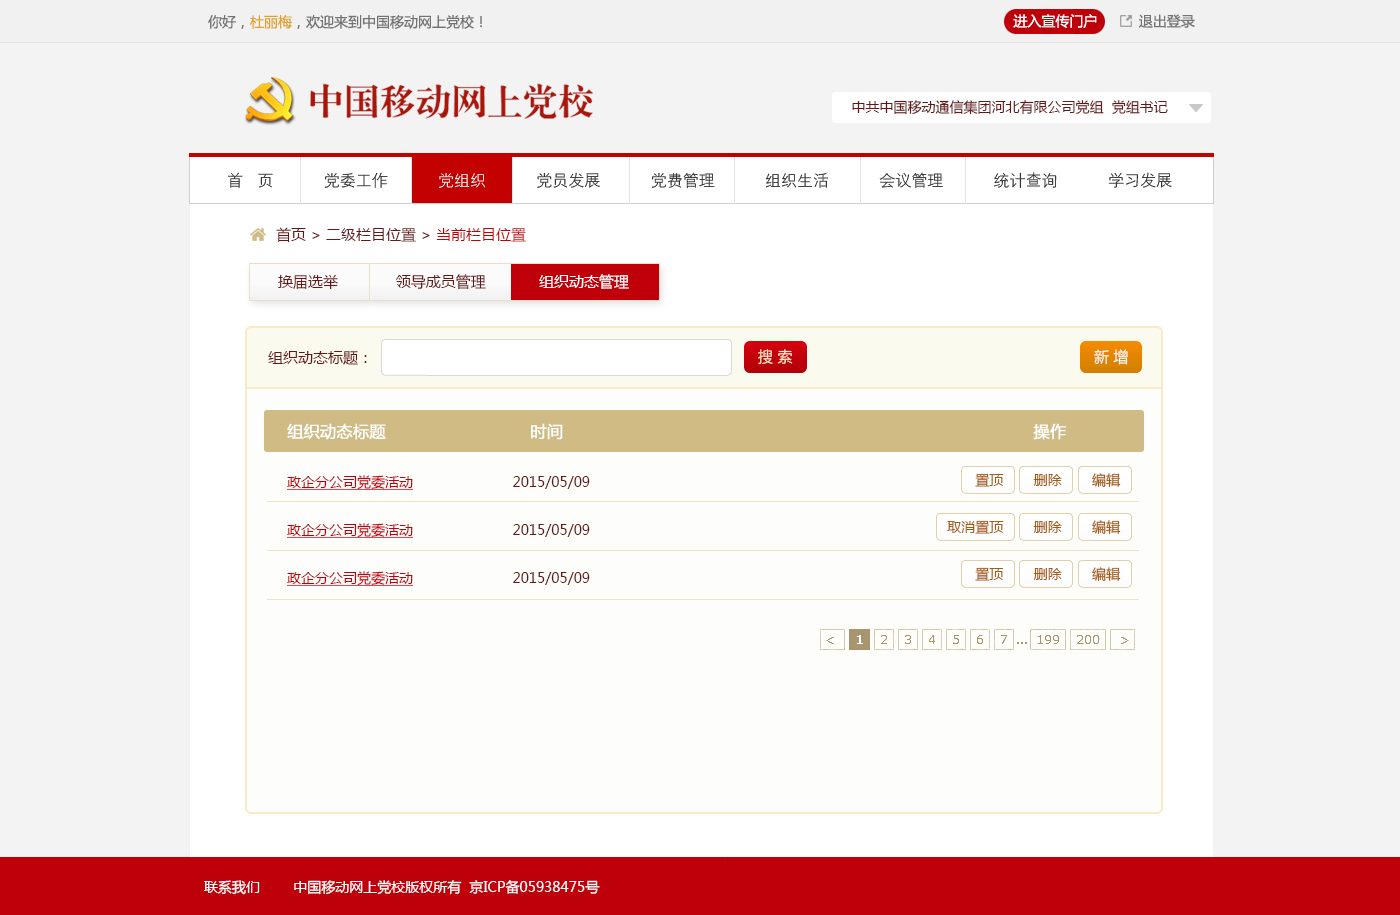 你好，杜丽梅，欢迎来到中国移动网上党校！ 进入宣传门户 退出登录
中国移动网上党校
中共中国移动通信集团河北有限公司党组 党组书记
首 页 党委工作 党组织 党员发展 党费管理 组织生活 会议管理 统计查询 学习发展
首页 > 二级栏目位置 > 当前栏目位置
换届选举 领导成员管理 组织动态管理
组织动态标题： 搜 索 新 增
组织动态标题 时间 操作
政企分公司党委活动 2015/05/09 置顶 删除 编辑
政企分公司党委活动 2015/05/09 取消置顶 删除 编辑
政企分公司党委活动 2015/05/09 置顶 删除 编辑
< 1 2 3 4 5 6 7 ... 199 200 >
联系我们 中国移动网上党校版权所有 京ICP备05938475号